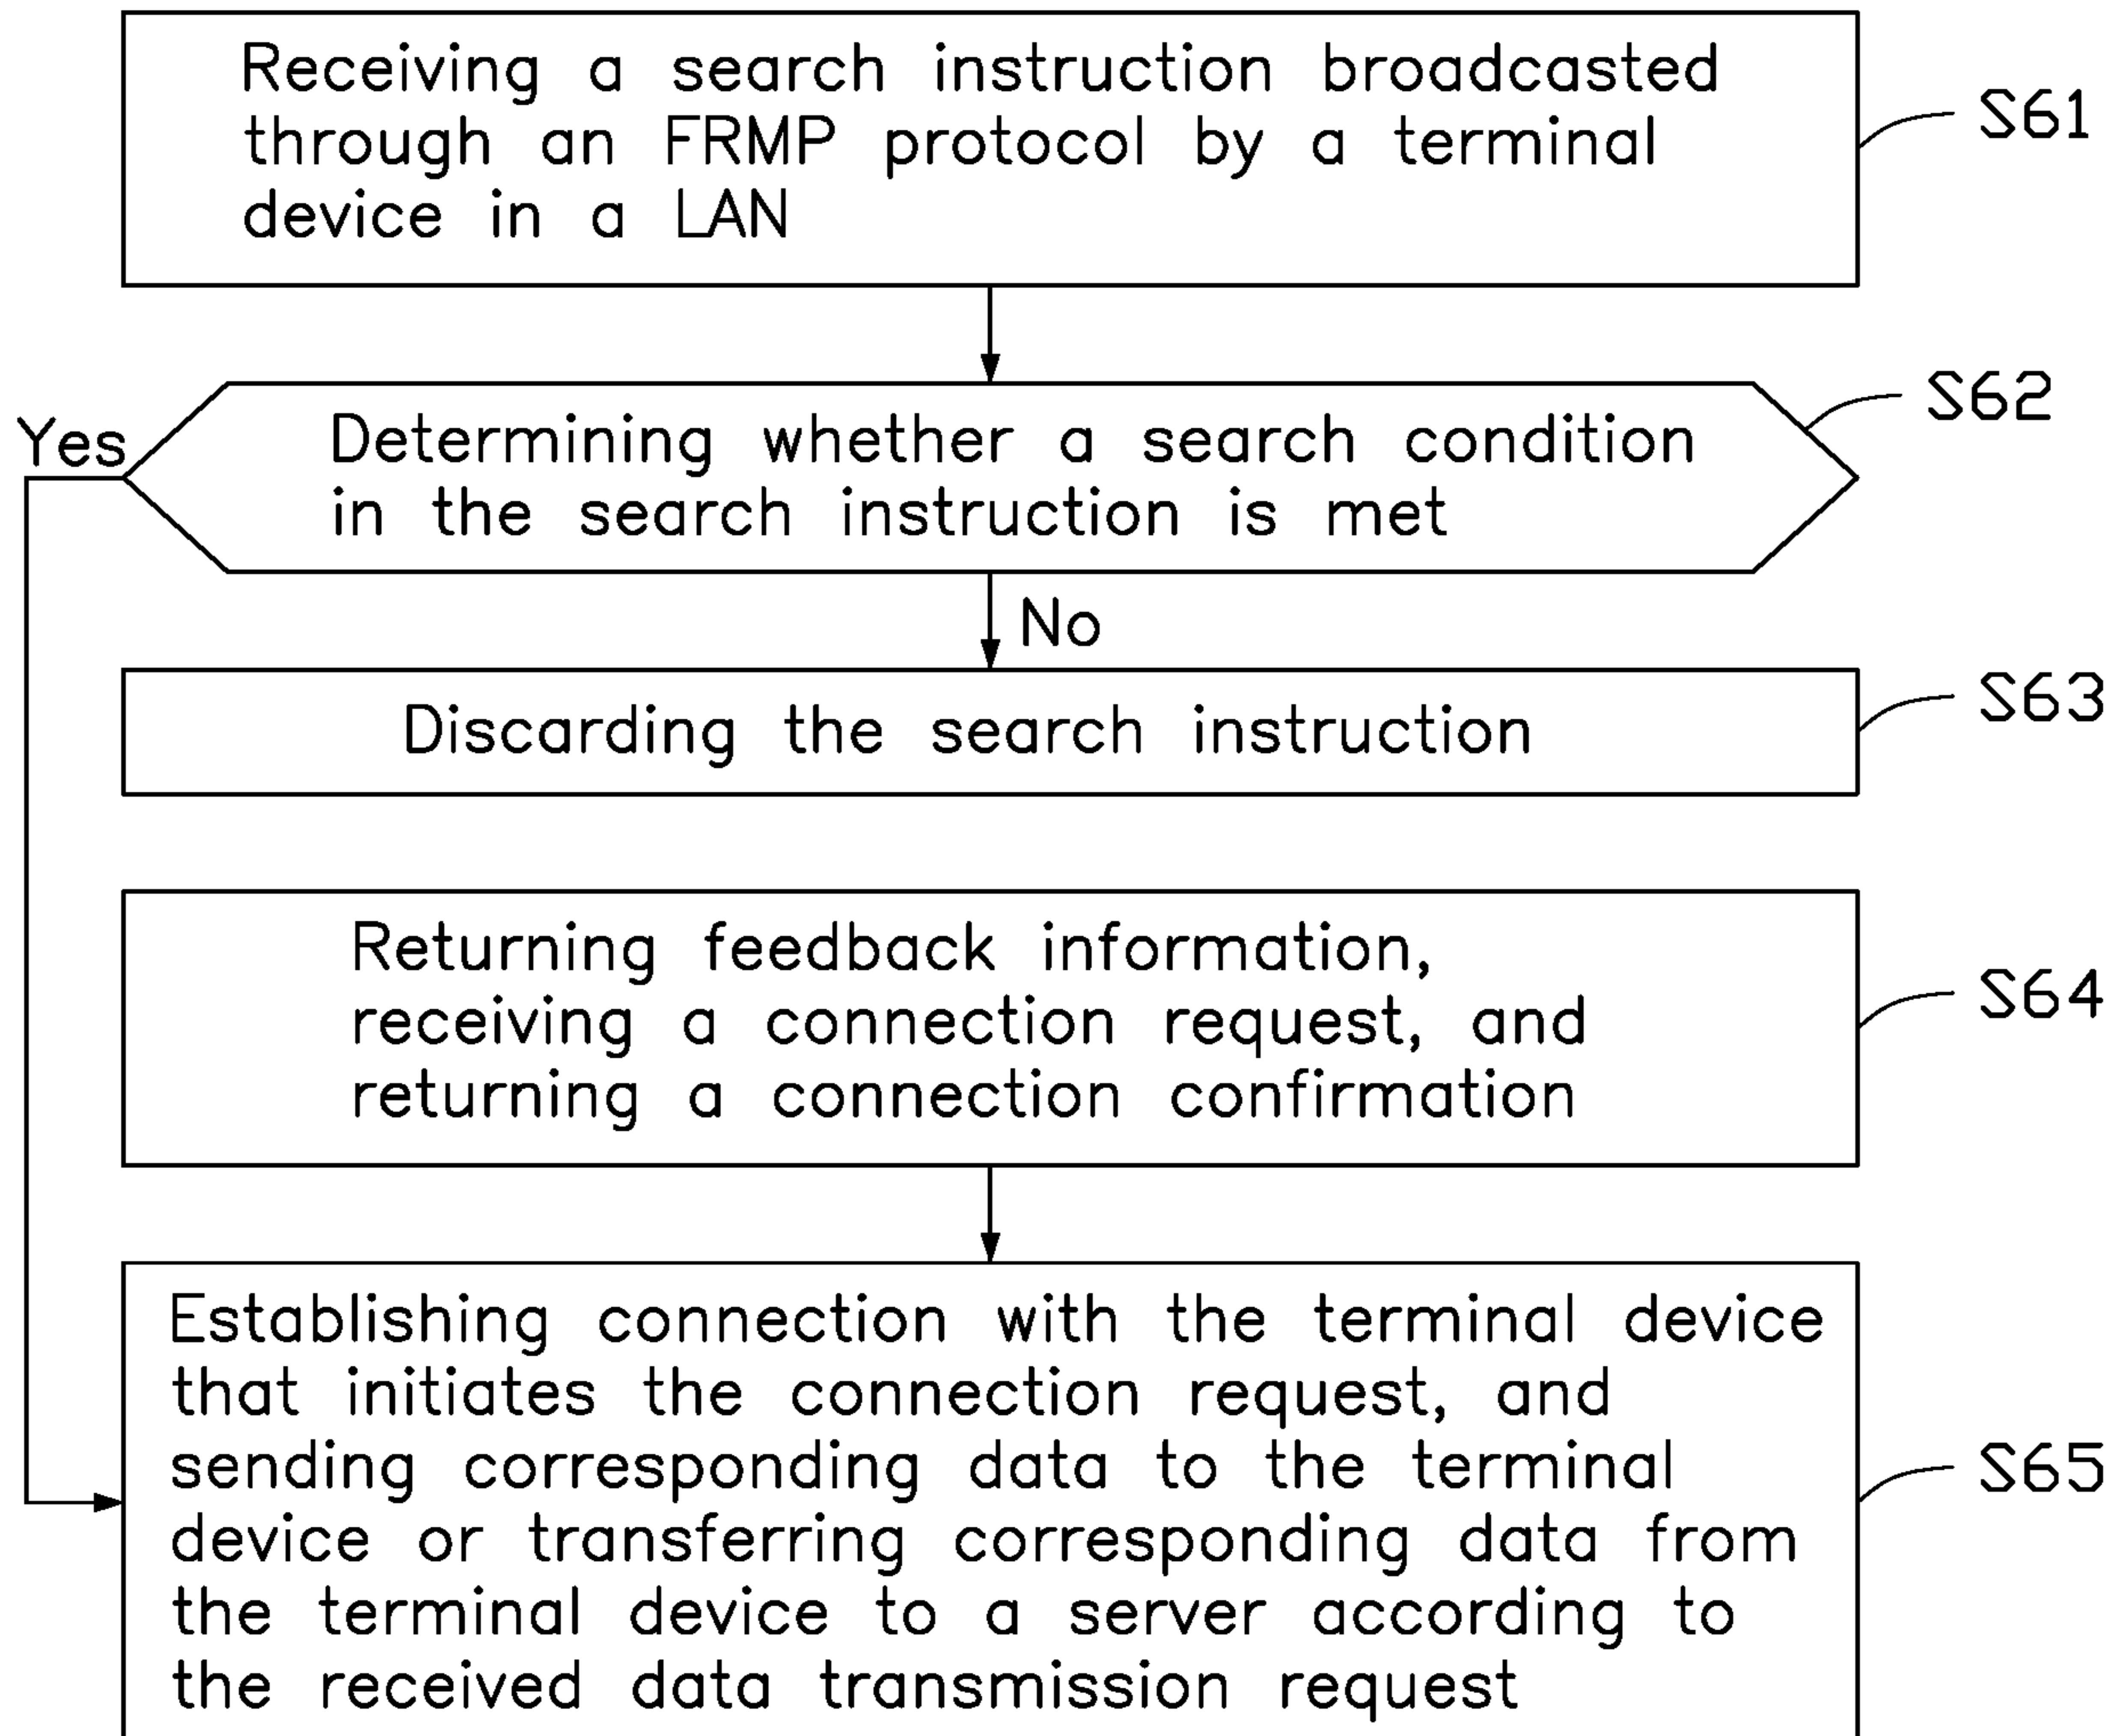 Receiving a search instruction broadcasted
through an FRMP protocol by a terminal
device in a LAN
S61
Yes
Determining whether a search condition
in the search instruction is met
S62
No
Discarding the search instruction
S63
Returning feedback information,
receiving a connection request, and
returning a connection confirmation
S64
Establishing connection with the terminal device
that initiates the connection request, and
sending corresponding data to the terminal
device or transferring corresponding data from
the terminal device to a server according to
the received data transmission request
S65